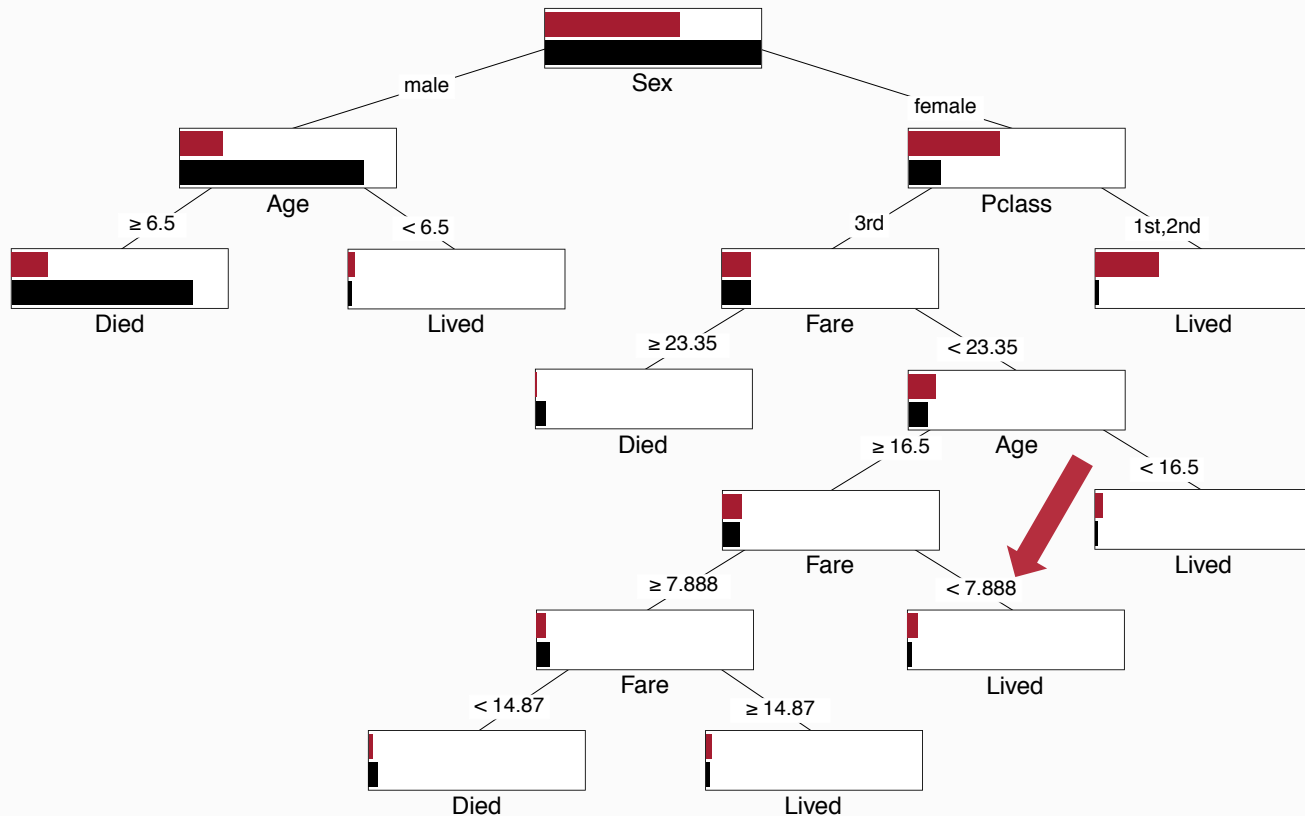 Sex
male
female
Age
Pclass
≥ 6.5
< 6.5
3rd
1st,2nd
Died
Lived
Fare
Lived
≥ 23.35
< 23.35
Died
Age
≥ 16.5
< 16.5
Fare
Lived
≥ 7.888
< 7.888
Fare
Lived
< 14.87
≥ 14.87
Died
Lived